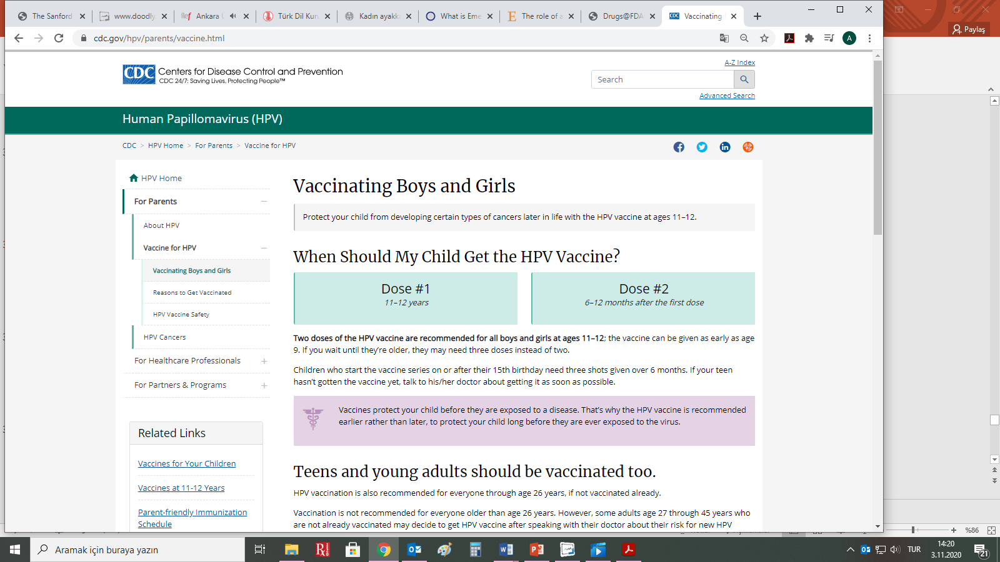 The Sanford
www.doodly
Ankara Ü
Türk Dil Kur
Kadın ayakka
What is Eme
The role of a
Drugs@FDA
Vaccinating
Paylaş
cdc.gov/hpv/parents/vaccine.html
A
A-Z Index
CDC Centers for Disease Control and Prevention
CDC 24/7: Saving Lives, Protecting People™
Search
Advanced Search
Human Papillomavirus (HPV)
CDC > HPV Home > For Parents > Vaccine for HPV
HPV Home
For Parents
About HPV
Vaccine for HPV
Vaccinating Boys and Girls
Reasons to Get Vaccinated
HPV Vaccine Safety
HPV Cancers
For Healthcare Professionals
For Partners & Programs
Related Links
Vaccines for Your Children
Vaccines at 11-12 Years
Parent-friendly Immunization
Schedule
Vaccinating Boys and Girls
Protect your child from developing certain types of cancers later in life with the HPV vaccine at ages 11–12.
When Should My Child Get the HPV Vaccine?
Dose #1
11–12 years
Dose #2
6–12 months after the first dose
Two doses of the HPV vaccine are recommended for all boys and girls at ages 11–12; the vaccine can be given as early as age
9. If you wait until they’re older, they may need three doses instead of two.
Children who start the vaccine series on or after their 15th birthday need three shots given over 6 months. If your teen
hasn’t gotten the vaccine yet, talk to his/her doctor about getting it as soon as possible.
Vaccines protect your child before they are exposed to a disease. That’s why the HPV vaccine is recommended
earlier rather than later, to protect your child long before they are ever exposed to the virus.
Teens and young adults should be vaccinated too.
HPV vaccination is also recommended for everyone through age 26 years, if not vaccinated already.
Vaccination is not recommended for everyone older than age 26 years. However, some adults age 27 through 45 years who
are not already vaccinated may decide to get HPV vaccine after speaking with their doctor about their risk for new HPV
%86
Aramak için buraya yazın
TUR
14:20
3.11.2020
21